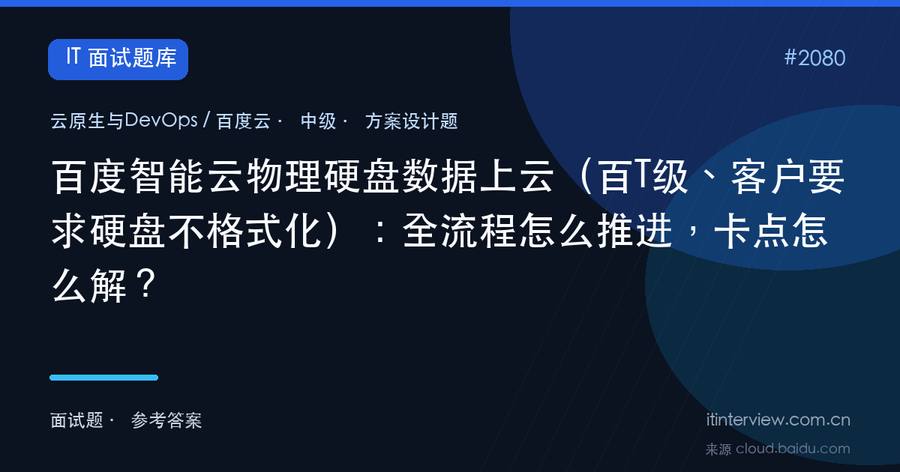 IT 面试题库
#2080
云原生与DevOps / 百度云 · 中级 · 方案设计题
百度智能云物理硬盘数据上云（百T级、客户要
求硬盘不格式化）：全流程怎么推进，卡点怎
么解？
面试题 · 参考答案
itinterview.com.cn
来源 cloud.baidu.com